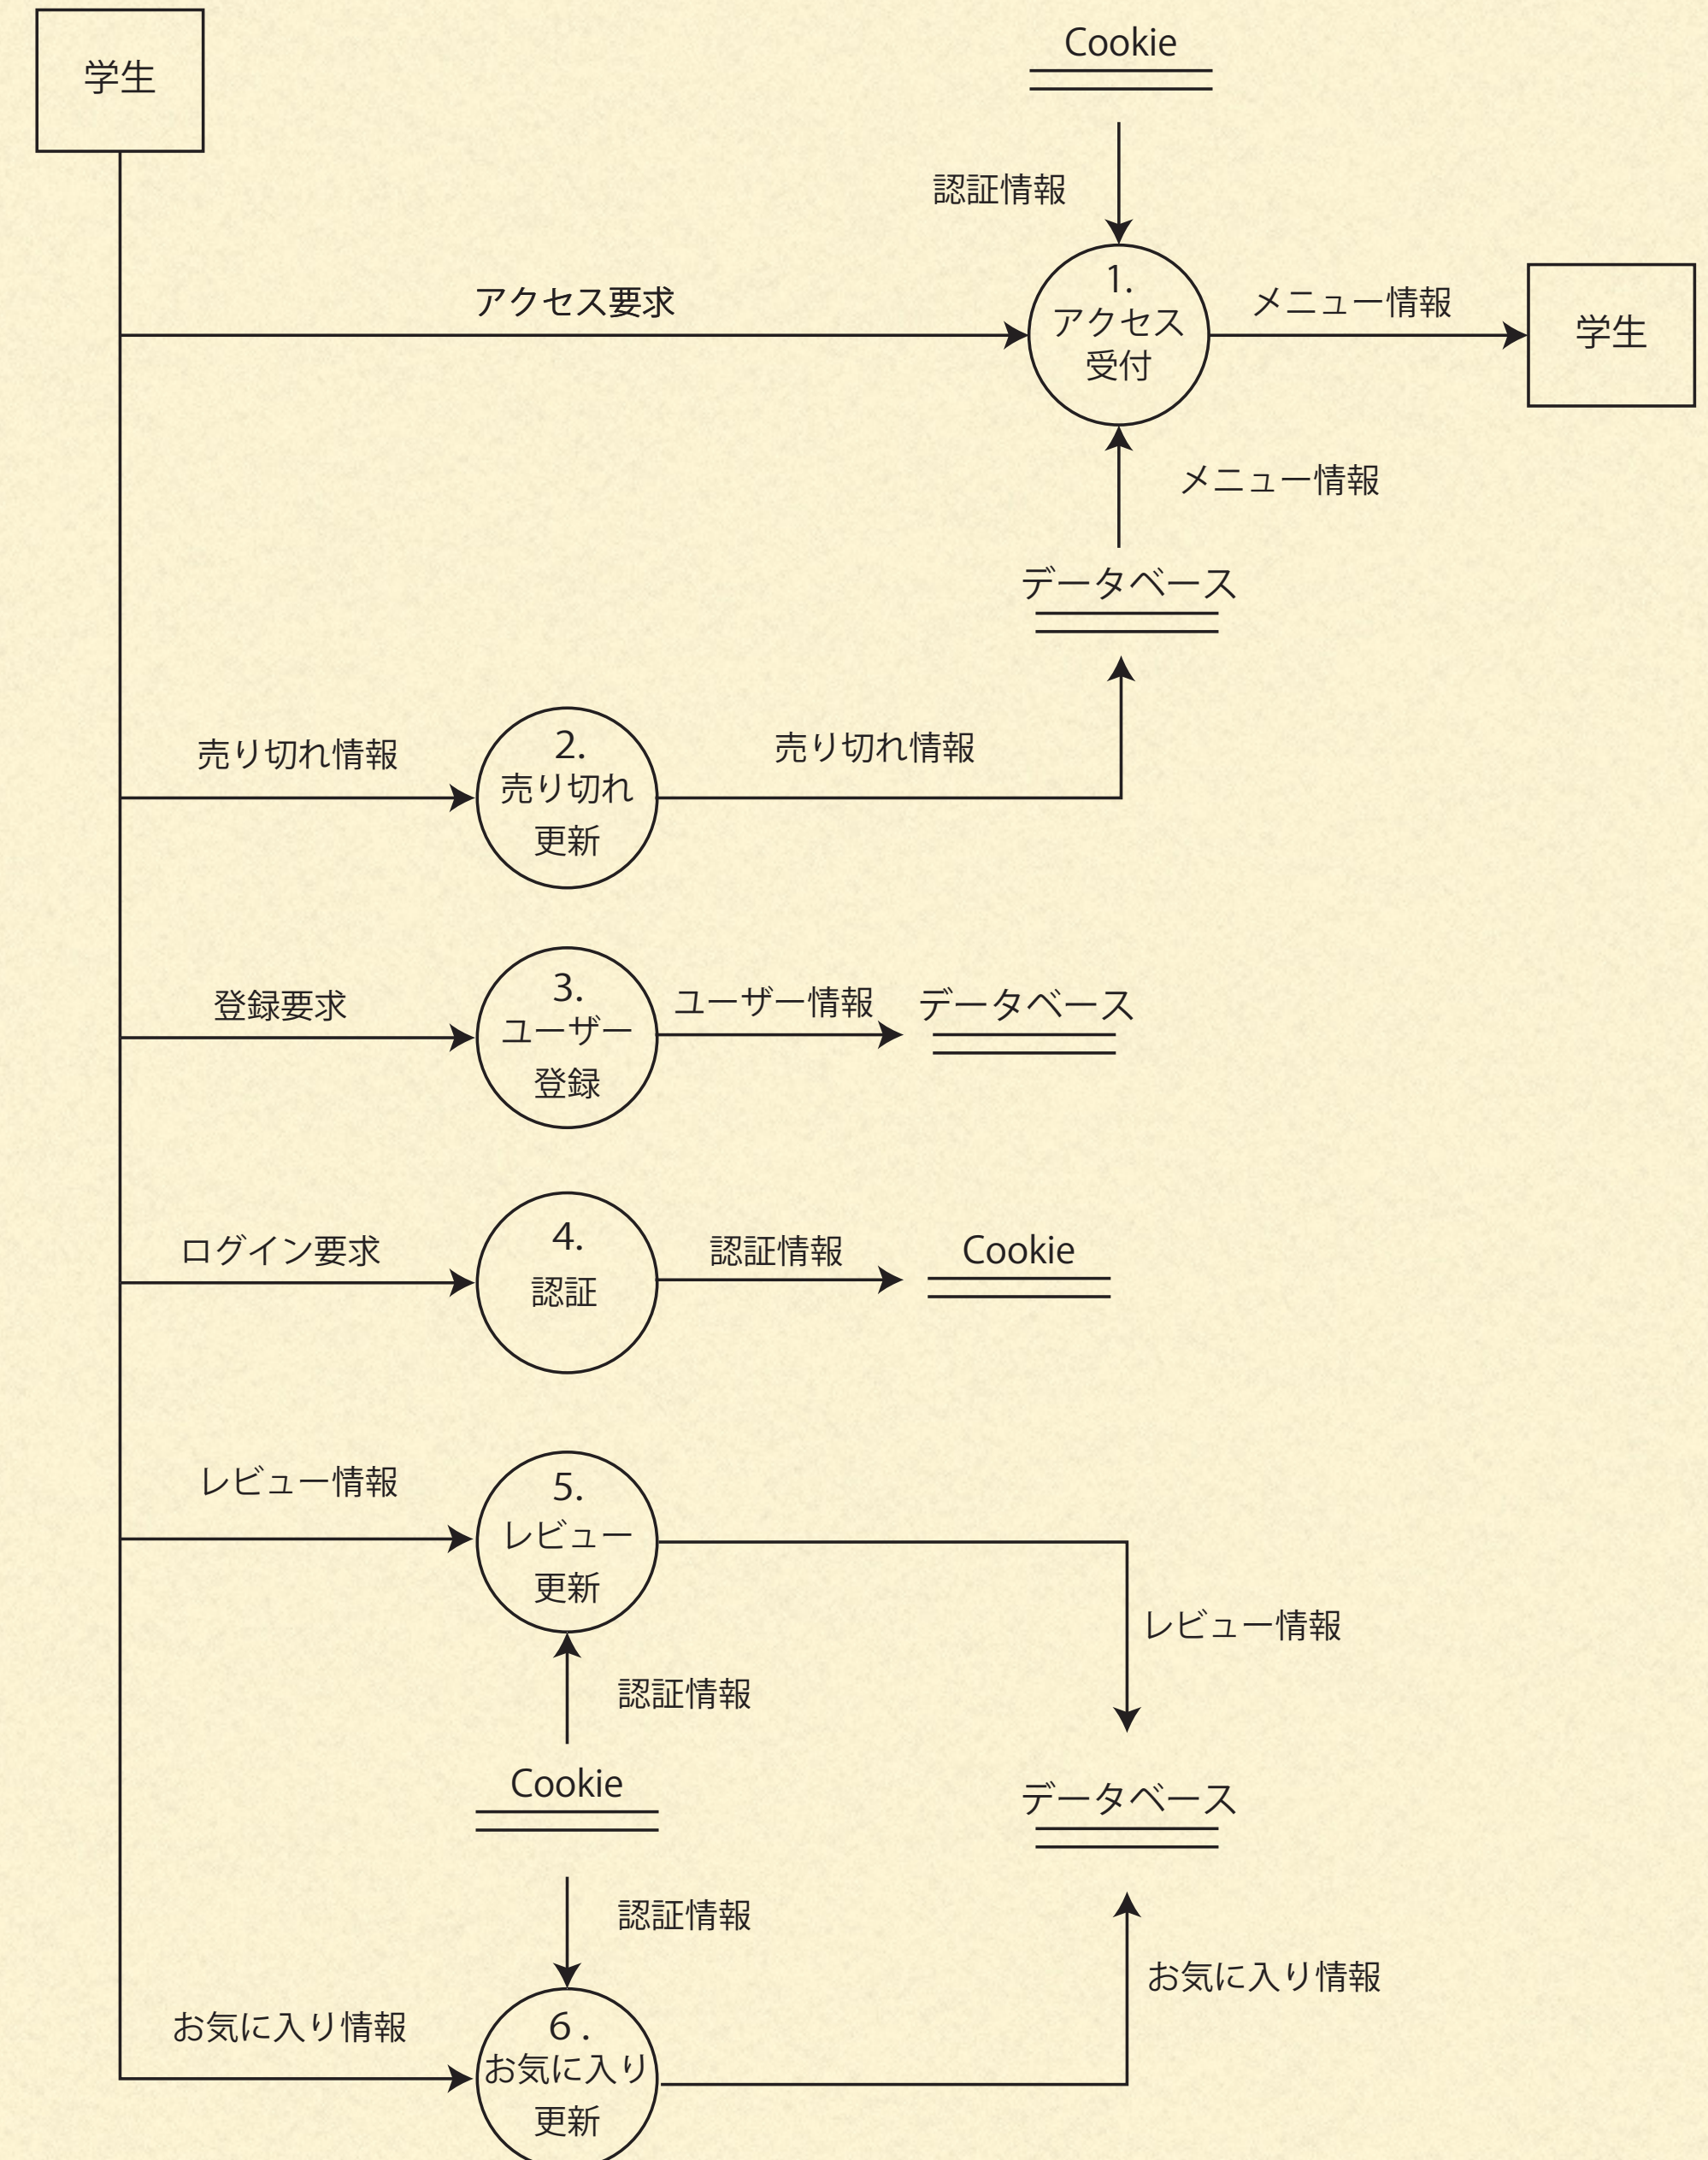 学生
Cookie
認証情報
アクセス要求
1.
アクセス
受付
メニュー情報
学生
メニュー情報
データベース
売り切れ情報
2.
売り切れ
更新
売り切れ情報
登録要求
3.
ユーザー
登録
ユーザー情報
データベース
ログイン要求
4.
認証
認証情報
Cookie
レビュー情報
5.
レビュー
更新
レビュー情報
認証情報
Cookie
データベース
認証情報
お気に入り情報
お気に入り情報
6 .
お気に入り
更新